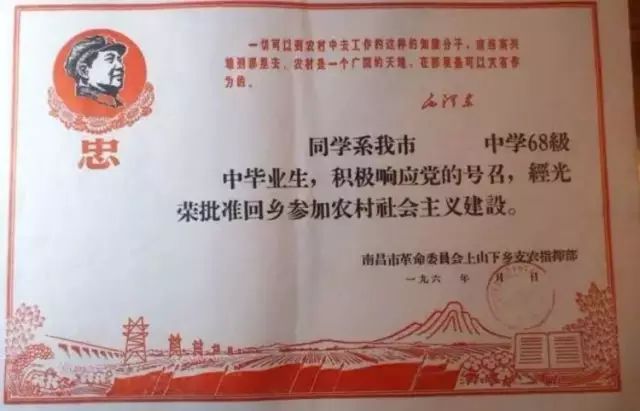 一切可以到农村中去工作的这样的知识分子，应当高兴
地到那里去。农村是一个广阔的天地，在那里是可以大有作
为的。
毛泽东
忠
同学系我市 中学68級
中毕业生，积极响应党的号召，經光
荣批准回乡参加农村社会主义建設。
南昌市革命委員会上山下乡支农指揮部
一九六 年 月 日